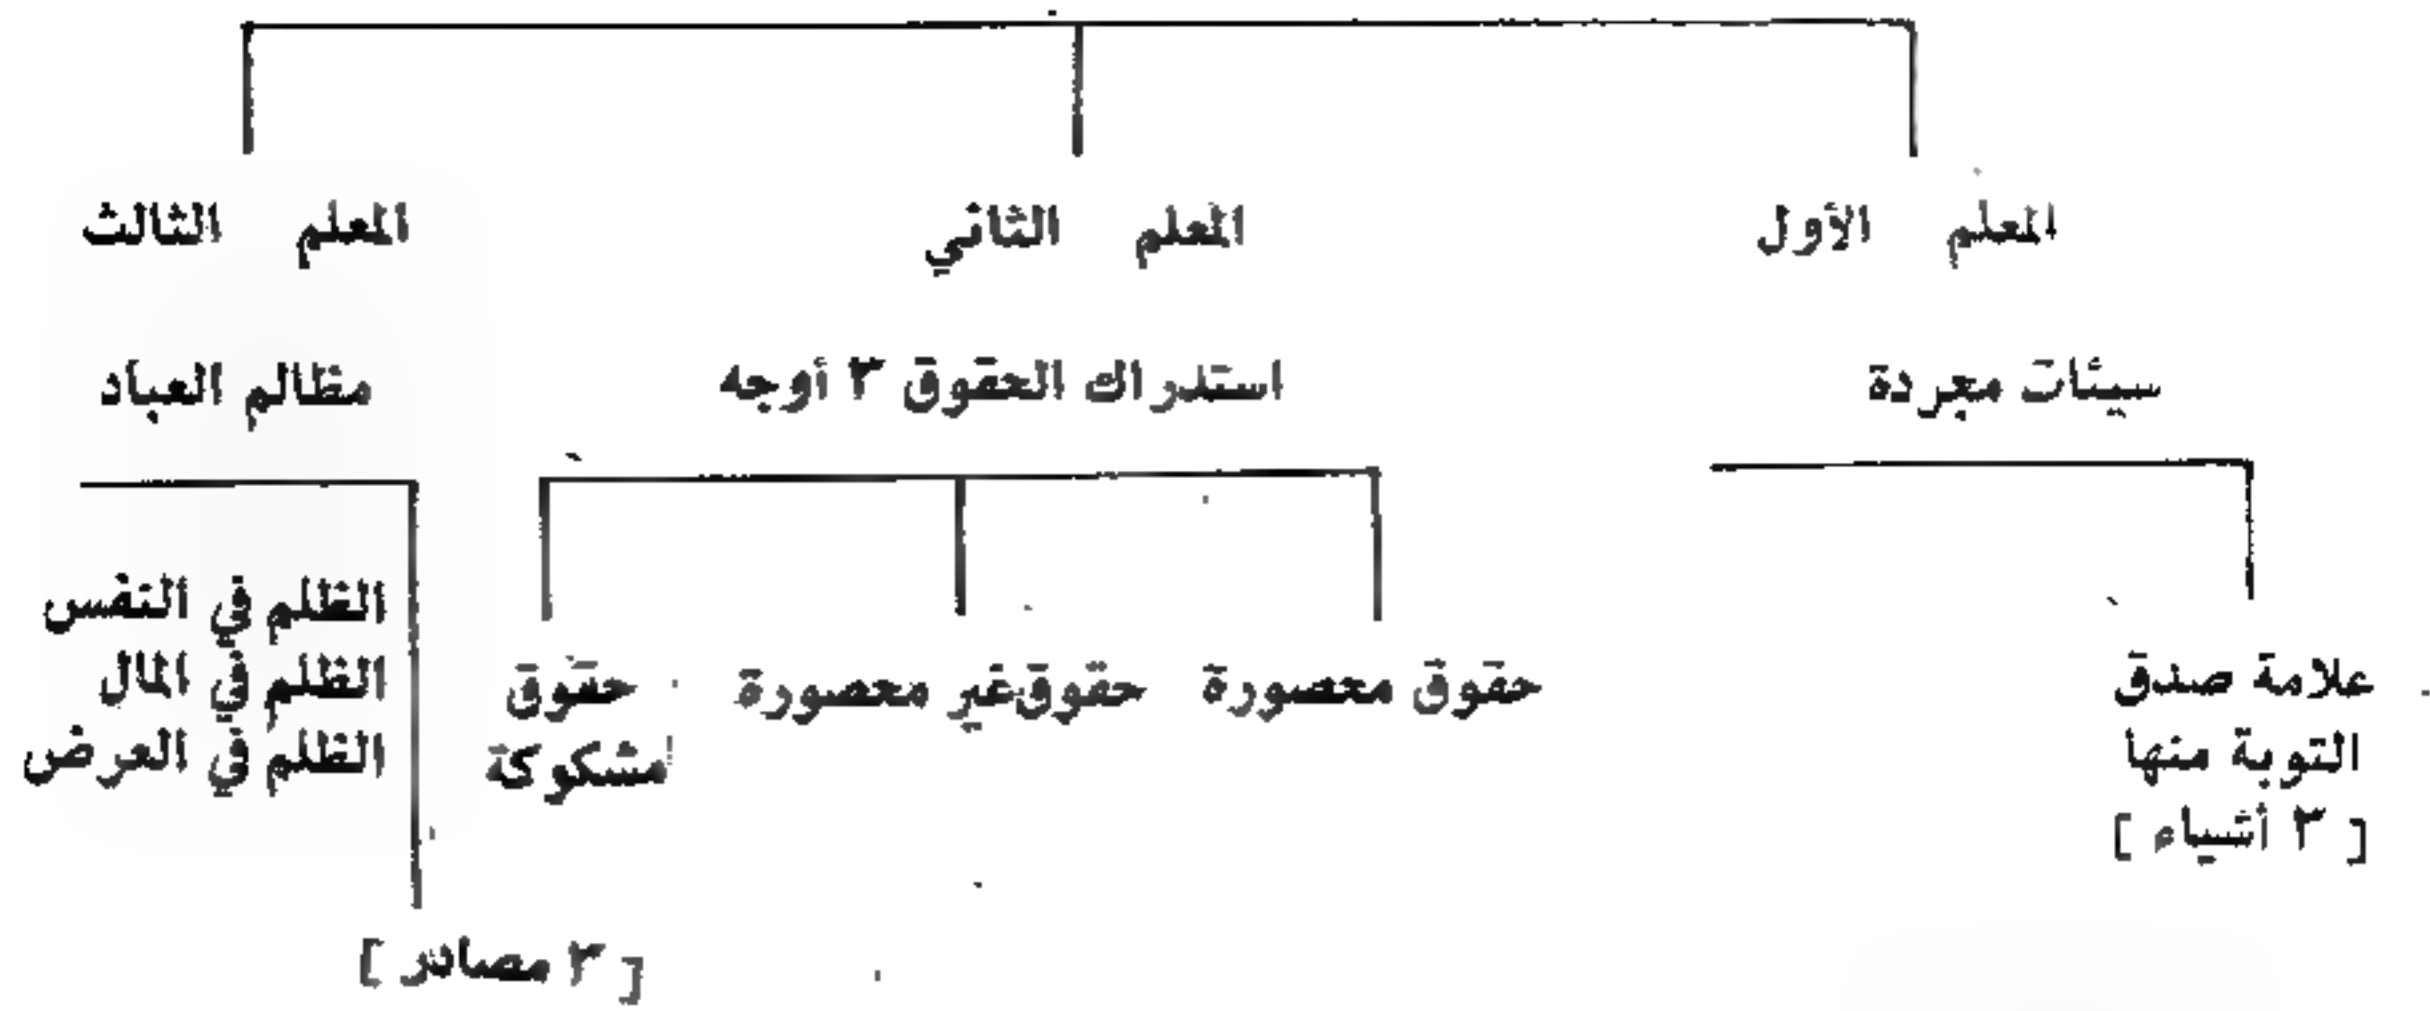 المعلم الأول
المعلم الثاني
المعلم الثالث
سيئات مجردة
استدراك الحقوق ٣ أوجه
مظالم العباد
علامة صدق
التوبة منها
[ ٣ أشياء ]
حقوق محصورة
حقوق غير محصورة
حقوق
مشكوكة
الظلم في النفس
الظلم في المال
الظلم في العرض
[ ٣ مصادر ]